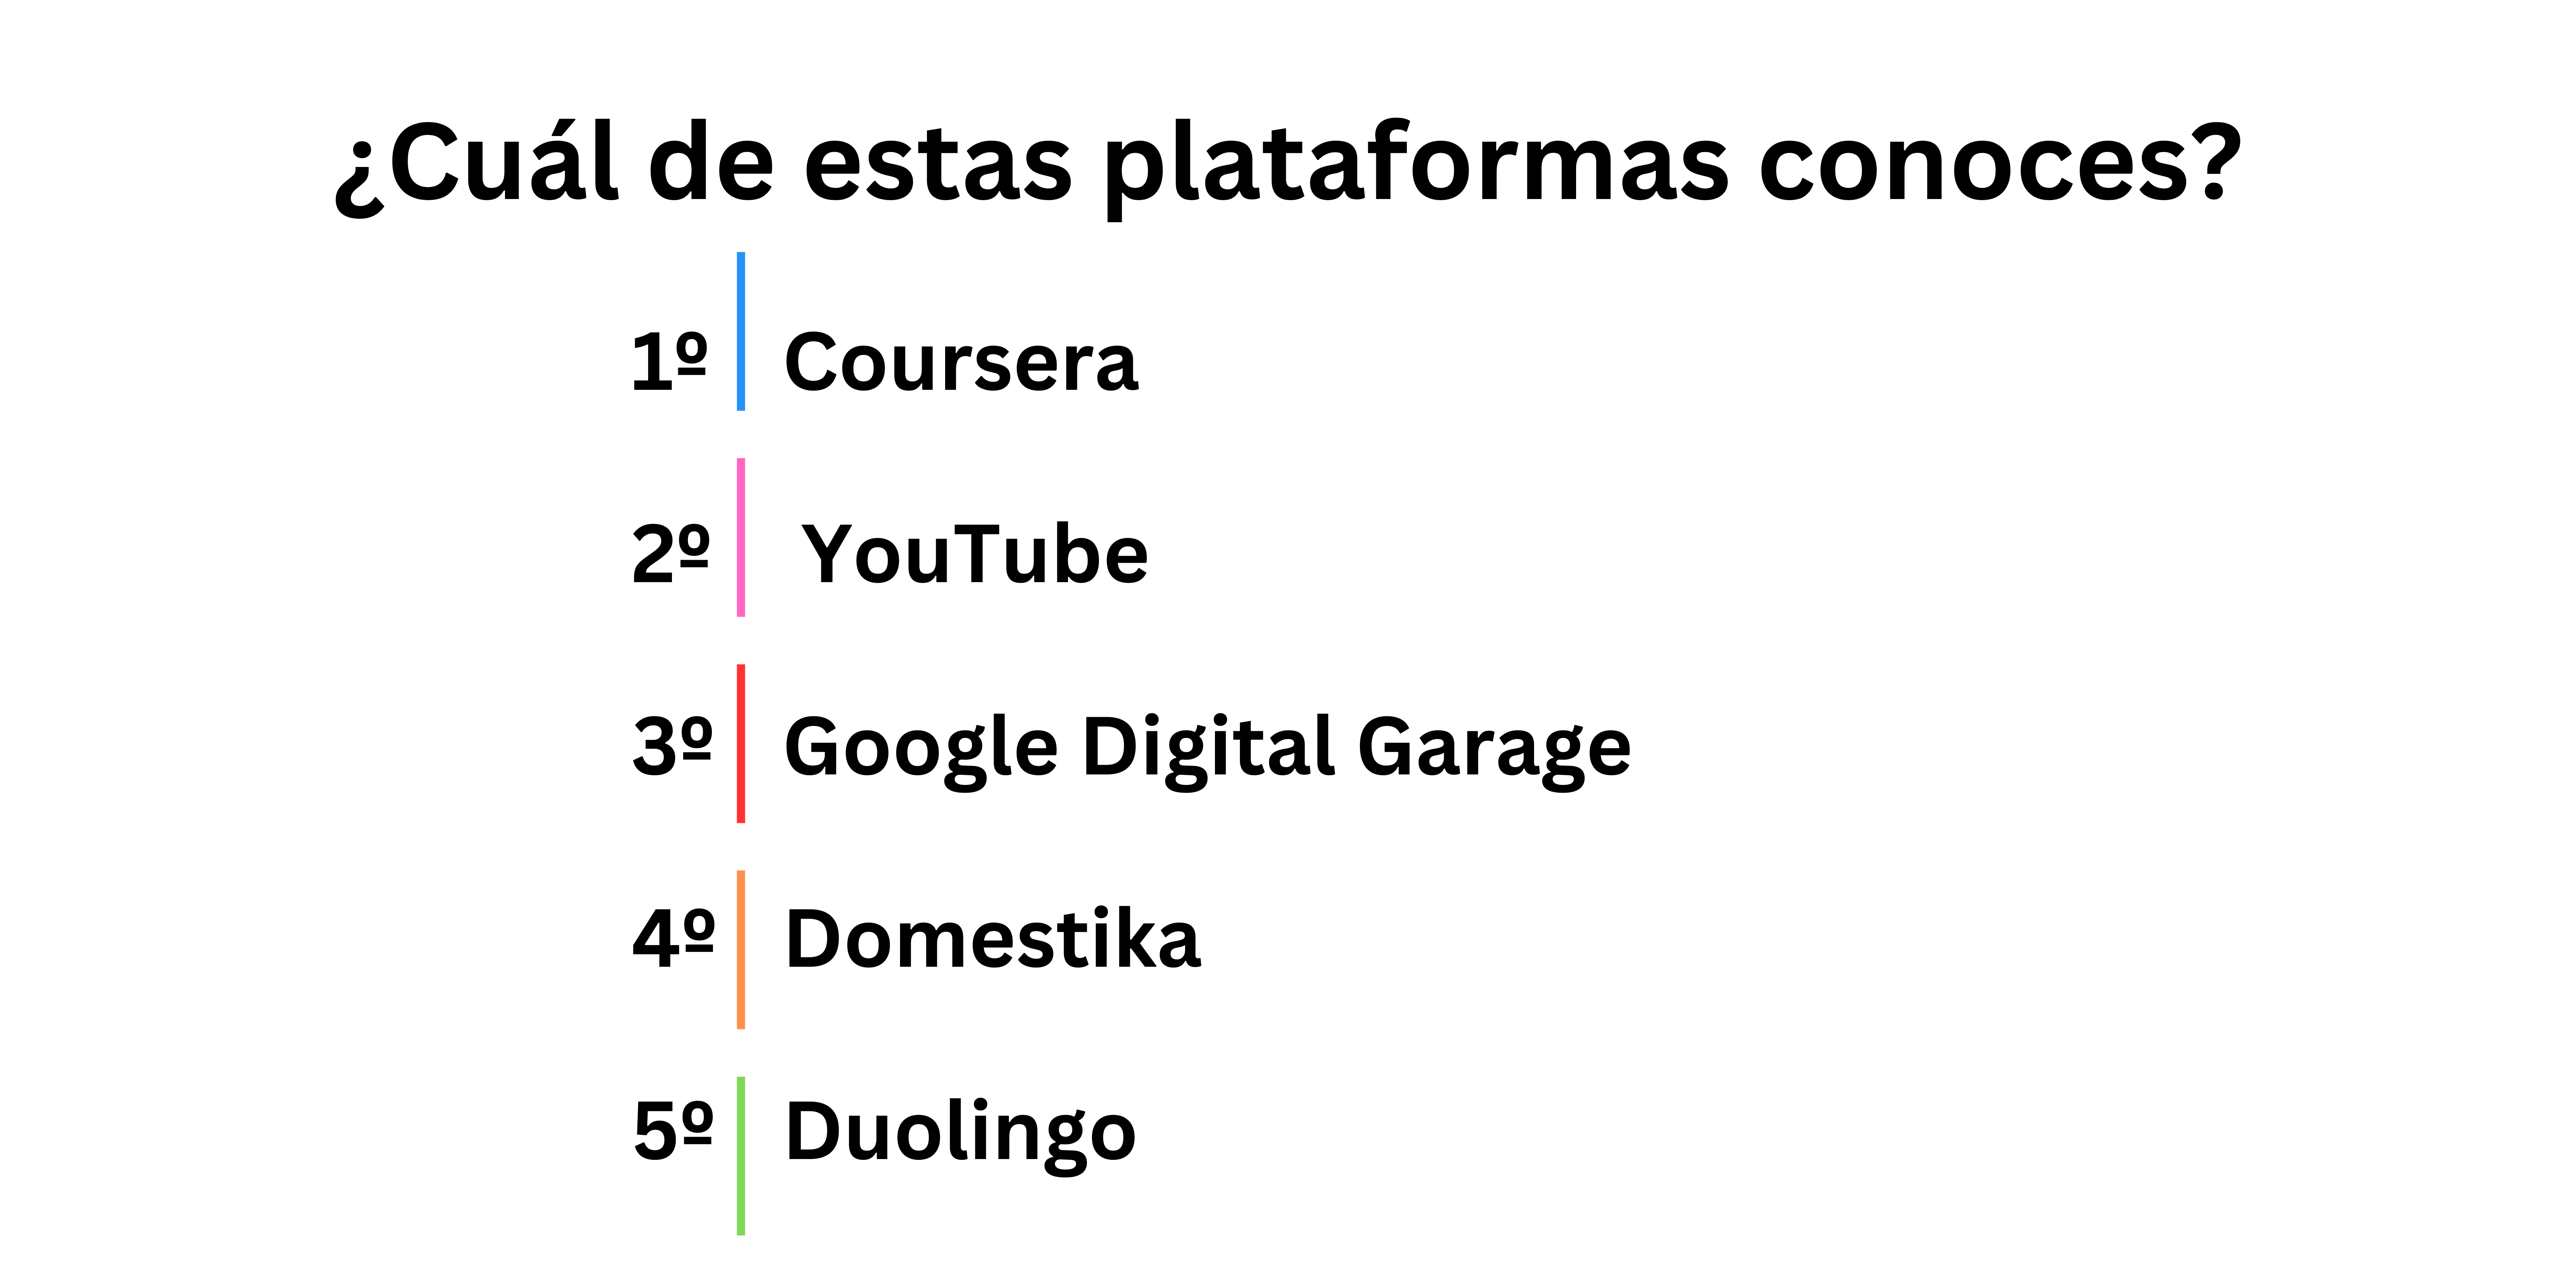 ¿Cuál de estas plataformas conoces?
1º Coursera
2º YouTube
3º Google Digital Garage
4º Domestika
5º Duolingo